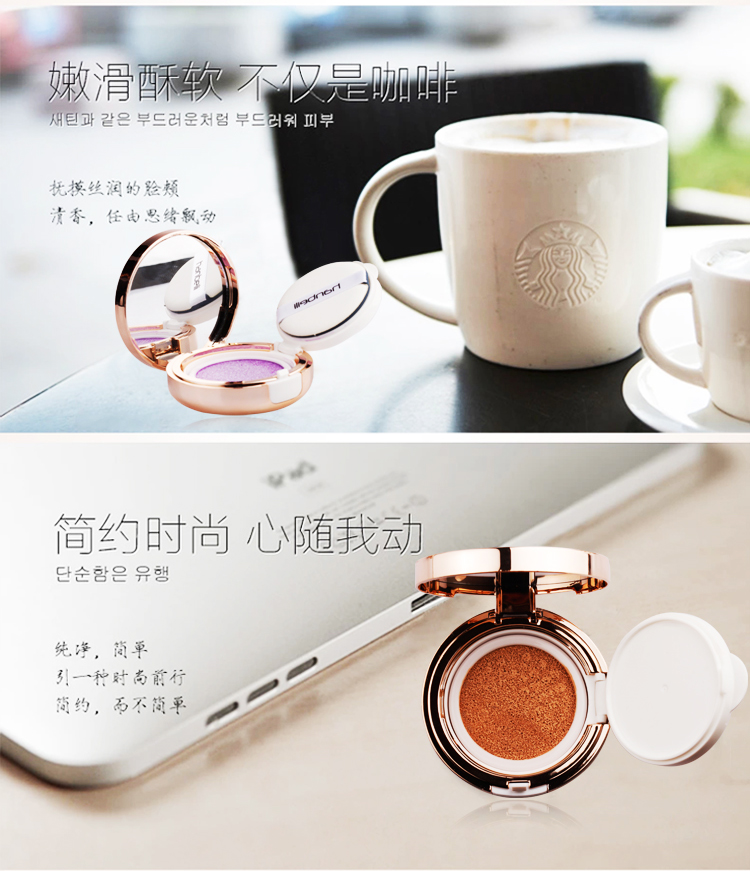 嫩滑酥软 不仅是咖啡
새틴과 같은 부드러운처럼 부드러워 피부
抚摸丝润的脸颊
清香，任由思绪飘动
简约时尚 心随我动
단순함은 유행
纯净，简單
引一种时尚前行
简约，而不简單